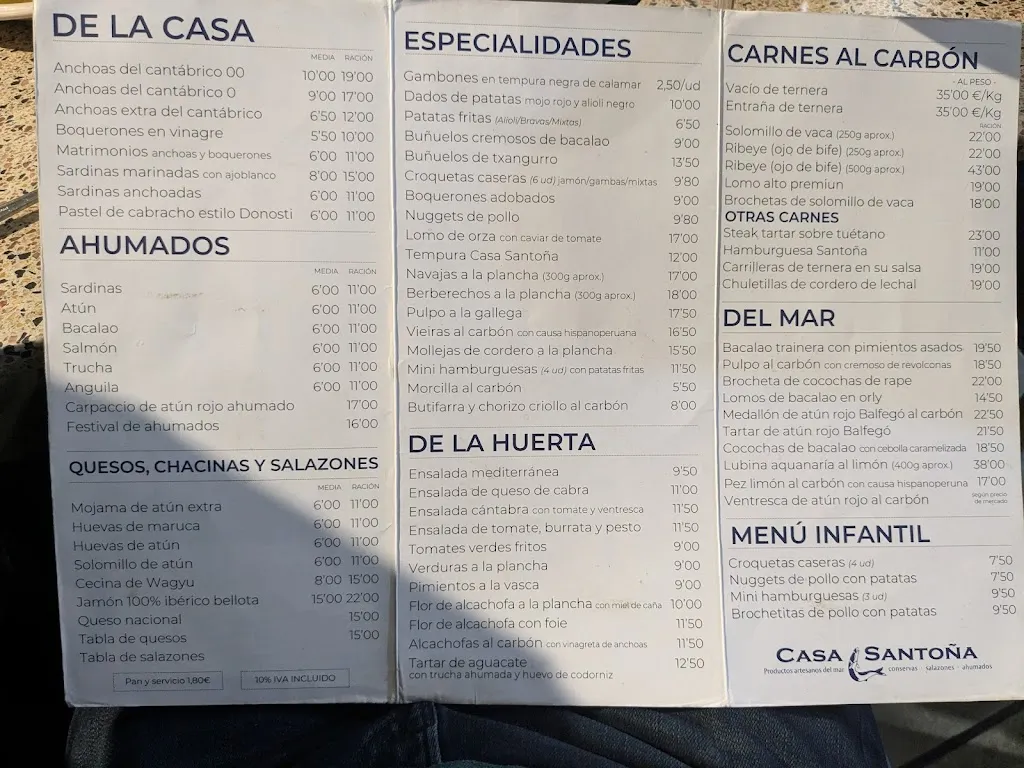 DE LA CASA
MEDIA RACIÓN
Anchoas del cantábrico 00 10'00 19'00
Anchoas del cantábrico 0 9'00 17'00
Anchoas extra del cantábrico 6'50 12'00
Boquerones en vinagre 5'50 10'00
Matrimonios anchoas y boquerones 6'00 11'00
Sardinas marinadas con ajoblanco 8'00 15'00
Sardinas anchoadas 6'00 11'00
Pastel de cabracho estilo Donosti 6'00 11'00
AHUMADOS
MEDIA RACIÓN
Sardinas 6'00 11'00
Atún 6'00 11'00
Bacalao 6'00 11'00
Salmón 6'00 11'00
Trucha 6'00 11'00
Anguila 6'00 11'00
Carpaccio de atún rojo ahumado 17'00
Festival de ahumados 16'00
QUESOS, CHACINAS Y SALAZONES
MEDIA RACIÓN
Mojama de atún extra 6'00 11'00
Huevas de maruca 6'00 11'00
Huevas de atún 6'00 11'00
Solomillo de atún 6'00 11'00
Cecina de Wagyu 8'00 15'00
Jamón 100% ibérico bellota 15'00 22'00
Queso nacional 15'00
Tabla de quesos 15'00
Tabla de salazones
Pan y servicio 1,80€
10% IVA INCLUIDO
ESPECIALIDADES
Gambones en tempura negra de calamar 2,50/ud
Dados de patatas mojo rojo y alioli negro 10'00
Patatas fritas (Alioli/Bravas/Mixtas) 6'50
Buñuelos cremosos de bacalao 9'00
Buñuelos de txangurro 13'50
Croquetas caseras (6 ud) jamón/gambas/mixtas 9'80
Boquerones adobados 9'00
Nuggets de pollo 9'80
Lomo de orza con caviar de tomate 17'00
Tempura Casa Santoña 12'00
Navajas a la plancha (300g aprox.) 17'00
Berberechos a la plancha (300g aprox.) 18'00
Pulpo a la gallega 17'50
Vieiras al carbón con causa hispanoperuana 16'50
Mollejas de cordero a la plancha 15'50
Mini hamburguesas (4 ud) con patatas fritas 11'50
Morcilla al carbón 5'50
Butifarra y chorizo criollo al carbón 8'00
DE LA HUERTA
Ensalada mediterránea 9'50
Ensalada de queso de cabra 11'00
Ensalada cántabra con tomate y ventresca 11'50
Ensalada de tomate, burrata y pesto 11'50
Tomates verdes fritos 9'00
Verduras a la plancha 9'00
Pimientos a la vasca 9'00
Flor de alcachofa a la plancha con miel de caña 10'00
Flor de alcachofa con foie 11'50
Alcachofas al carbón con vinagreta de anchoas 11'50
Tartar de aguacate 12'50
con trucha ahumada y huevo de codorniz
CARNES AL CARBÓN
- AL PESO -
Vacío de ternera 35'00 €/Kg
Entraña de ternera 35'00 €/Kg
RACIÓN
Solomillo de vaca (250g aprox.) 22'00
Ribeye (ojo de bife) (250g aprox.) 22'00
Ribeye (ojo de bife) (500g aprox.) 43'00
Lomo alto premiun 19'00
Brochetas de solomillo de vaca 18'00
OTRAS CARNES
Steak tartar sobre tuétano 23'00
Hamburguesa Santoña 11'00
Carrilleras de ternera en su salsa 19'00
Chuletillas de cordero de lechal 19'00
DEL MAR
Bacalao trainera con pimientos asados 19'50
Pulpo al carbón con cremoso de revolconas 18'50
Brocheta de cocochas de rape 22'00
Lomos de bacalao en orly 14'50
Medallón de atún rojo Balfegó al carbón 22'50
Tartar de atún rojo Balfegó 21'50
Cocochas de bacalao con cebolla caramelizada 18'50
Lubina aquanaría al limón (400g aprox.) 38'00
Pez limón al carbón con causa hispanoperuna 17'00
Ventresca de atún rojo al carbón según precio de mercado
MENÚ INFANTIL
Croquetas caseras (4 ud) 7'50
Nuggets de pollo con patatas 7'50
Mini hamburguesas (3 ud) 9'50
Brochetitas de pollo con patatas 9'50
CASA SANTOÑA
Productos artesanos del mar conservas · salazones · ahumados